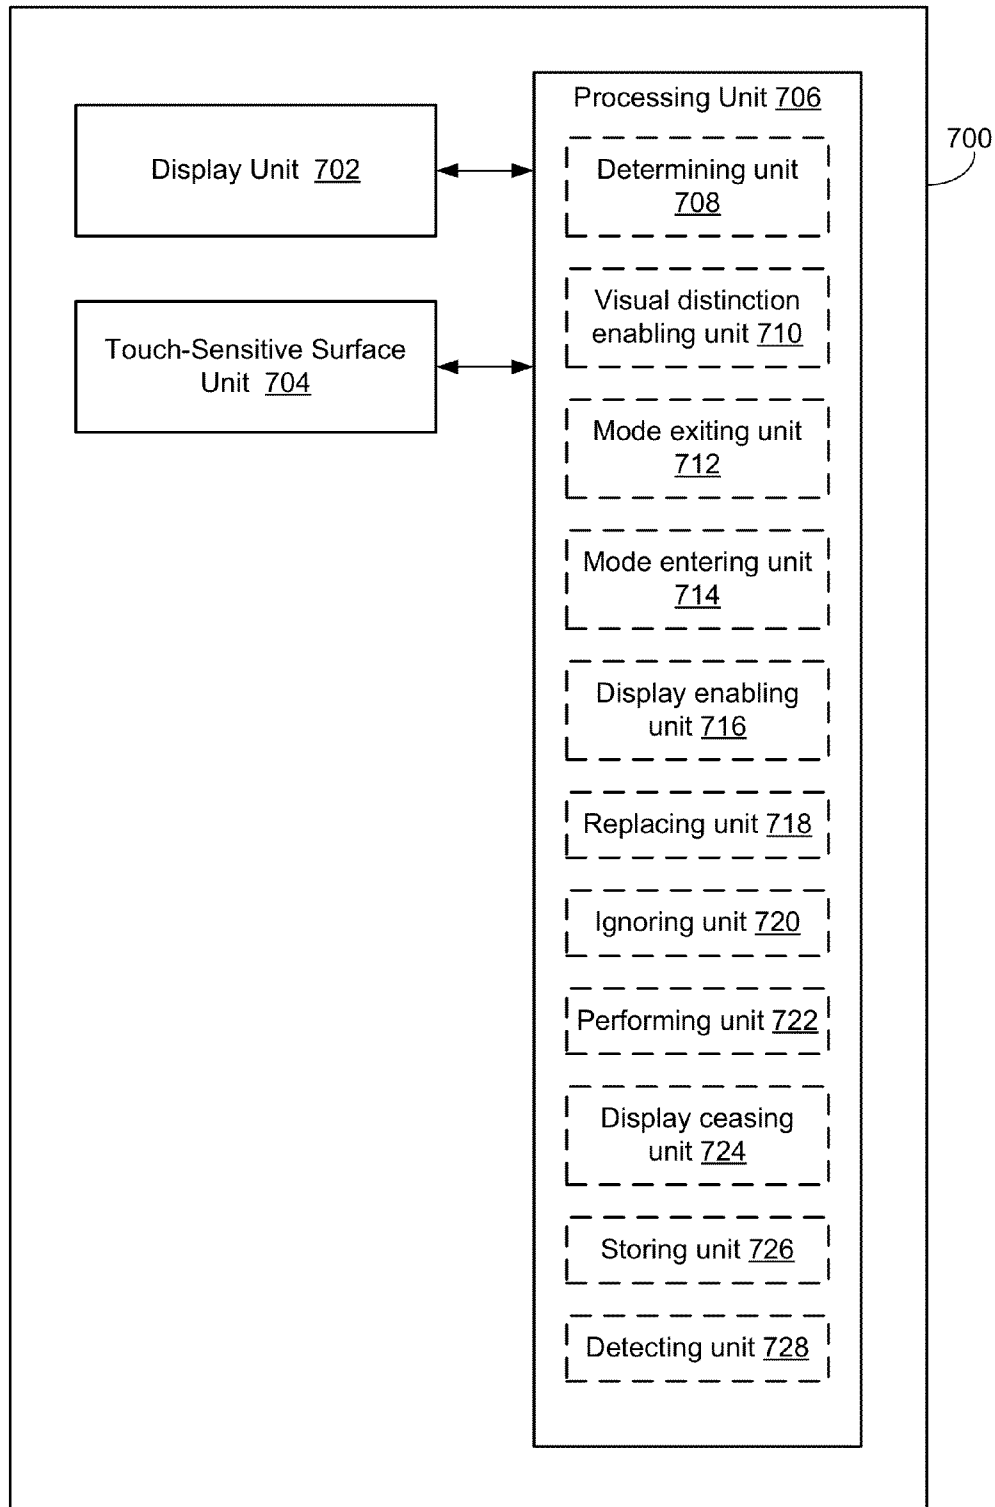 Processing Unit 706
700
Display Unit 702
Touch-Sensitive Surface
Unit 704
Determining unit
708
Visual distinction
enabling unit 710
Mode exiting unit
712
Mode entering unit
714
Display enabling
unit 716
Replacing unit 718
Ignoring unit 720
Performing unit 722
Display ceasing
unit 724
Storing unit 726
Detecting unit 728